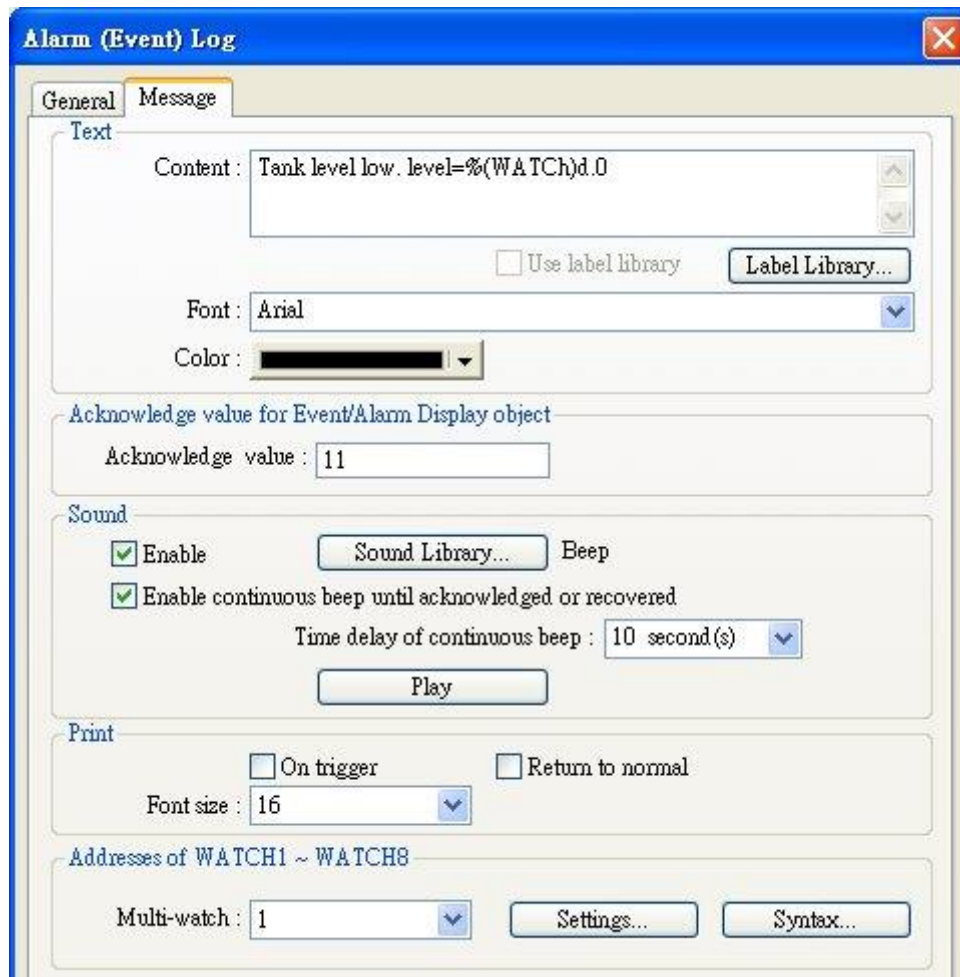 Alarm (Event) Log
General Message
Text
Content : Tank level low. level=%(WATCh)d.0
Use label library Label Library...
Font : Arial
Color :
Acknowledge value for Event/Alarm Display object
Acknowledge value : 11
Sound
Enable Sound Library... Beep
Enable continuous beep until acknowledged or recovered
Time delay of continuous beep : 10 second(s)
Play
Print
On trigger Return to normal
Font size : 16
Addresses of WATCH1 ~ WATCH8
Multi-watch : 1 Settings... Syntax...